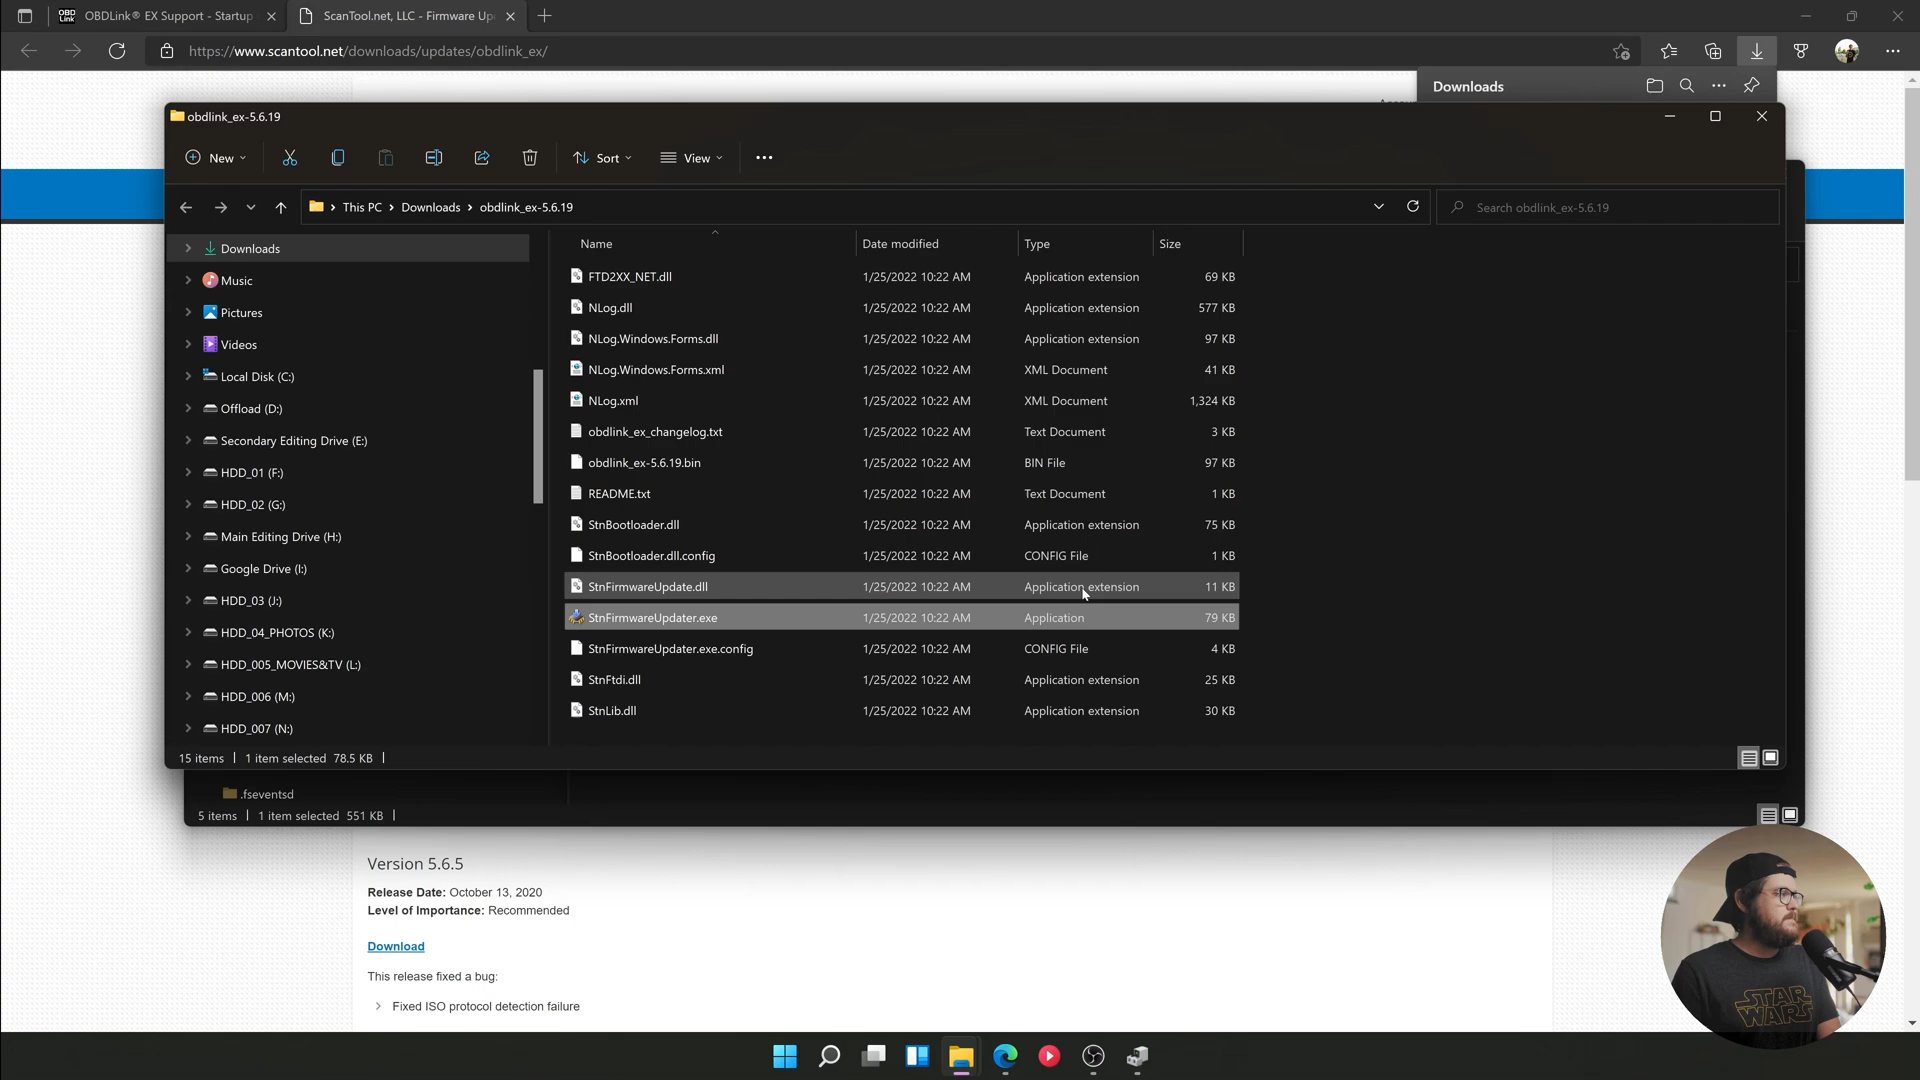 OBD Link OBDLink® EX Support - Startup
ScanTool.net, LLC - Firmware Up
https://www.scantool.net/downloads/updates/obdlink_ex/
Downloads
obdlink_ex-5.6.19
New
Sort
View
This PC > Downloads > obdlink_ex-5.6.19
Search obdlink_ex-5.6.19
Downloads
Music
Pictures
Videos
Local Disk (C:)
Offload (D:)
Secondary Editing Drive (E:)
HDD_01 (F:)
HDD_02 (G:)
Main Editing Drive (H:)
Google Drive (I:)
HDD_03 (J:)
HDD_04_PHOTOS (K:)
HDD_005_MOVIES&TV (L:)
HDD_006 (M:)
HDD_007 (N:)
Name Date modified Type Size
FTD2XX_NET.dll 1/25/2022 10:22 AM Application extension 69 KB
NLog.dll 1/25/2022 10:22 AM Application extension 577 KB
NLog.Windows.Forms.dll 1/25/2022 10:22 AM Application extension 97 KB
NLog.Windows.Forms.xml 1/25/2022 10:22 AM XML Document 41 KB
NLog.xml 1/25/2022 10:22 AM XML Document 1,324 KB
obdlink_ex_changelog.txt 1/25/2022 10:22 AM Text Document 3 KB
obdlink_ex-5.6.19.bin 1/25/2022 10:22 AM BIN File 97 KB
README.txt 1/25/2022 10:22 AM Text Document 1 KB
StnBootloader.dll 1/25/2022 10:22 AM Application extension 75 KB
StnBootloader.dll.config 1/25/2022 10:22 AM CONFIG File 1 KB
StnFirmwareUpdate.dll 1/25/2022 10:22 AM Application extension 11 KB
StnFirmwareUpdater.exe 1/25/2022 10:22 AM Application 79 KB
StnFirmwareUpdater.exe.config 1/25/2022 10:22 AM CONFIG File 4 KB
StnFtdi.dll 1/25/2022 10:22 AM Application extension 25 KB
StnLib.dll 1/25/2022 10:22 AM Application extension 30 KB
15 items 1 item selected 78.5 KB
.fseventsd
5 items 1 item selected 551 KB
Version 5.6.5
Release Date: October 13, 2020
Level of Importance: Recommended
Download
This release fixed a bug:
Fixed ISO protocol detection failure
STAR
WARS